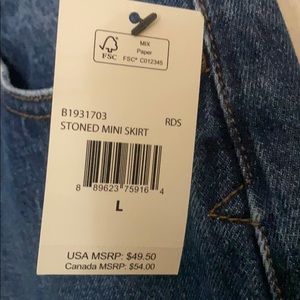 FSC
MIX
Paper
FSC® C012345
B1931703 RDS
STONED MINI SKIRT
8 89623 75916 4
L
USA MSRP: $49.50
Canada MSRP: $54.00